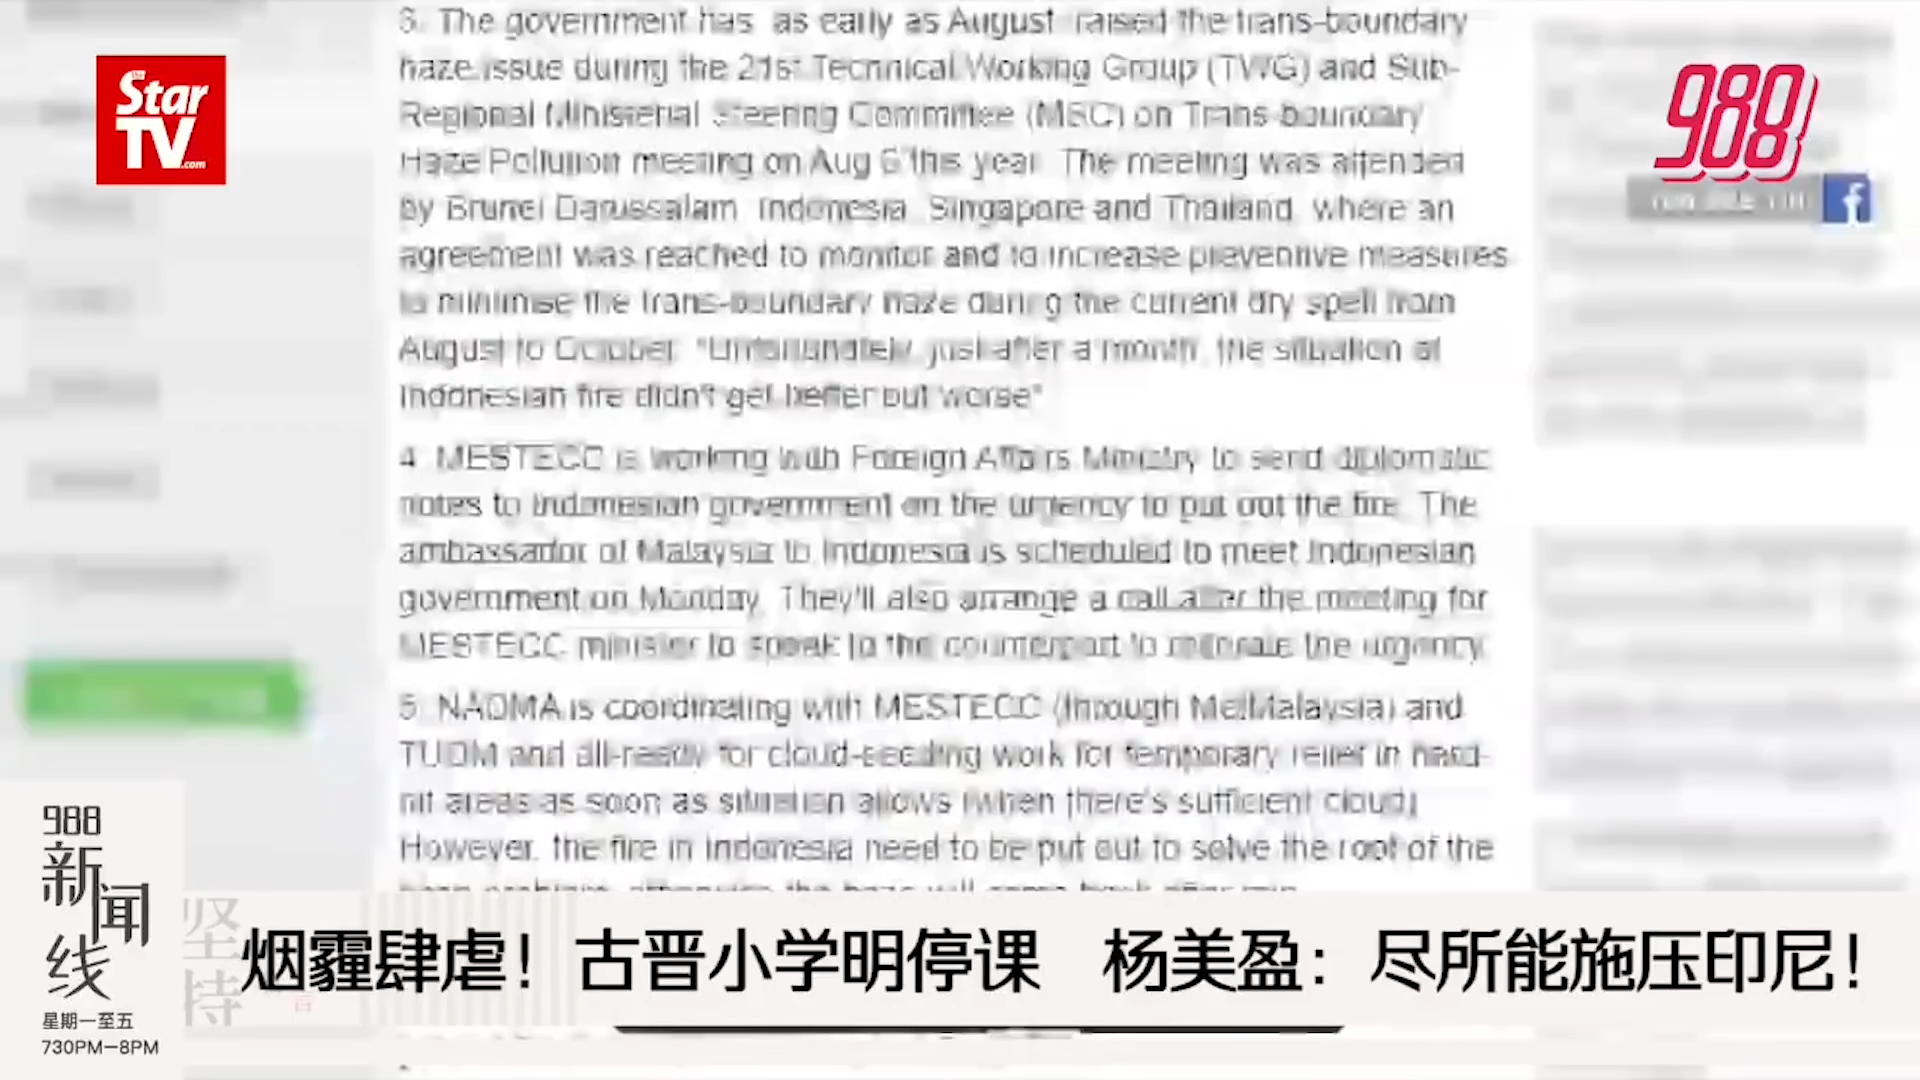 Star
TV.com
988
3. The government has as early as August raised the trans-boundary
haze issue during the 21st Technical Working Group (TWG) and Sub-
Regional Ministerial Steering Committee (MSC) on Trans-boundary
Haze Pollution meeting on Aug 6 this year. The meeting was attended
by Brunei Darussalam, Indonesia, Singapore and Thailand, where an
agreement was reached to monitor and to increase preventive measures
to minimise the trans-boundary haze during the current dry spell from
August to October. "Unfortunately, just after a month, the situation at
Indonesian fire didn't get better but worse"
4. MESTECC is working with Foreign Affairs Ministry to send diplomatic
notes to Indonesian government on the urgency to put out the fire. The
ambassador of Malaysia to Indonesia is scheduled to meet Indonesian
government on Monday. They'll also arrange a call after the meeting for
MESTECC minister to speak to the counterpart to reiterate the urgency.
5. NADMA is coordinating with MESTECC (through MetMalaysia) and
TUDM and all-ready for cloud-seeding work for temporary relief in hard-
hit areas as soon as situation allows (when there's sufficient cloud)
However, the fire in Indonesia need to be put out to solve the root of the
988
新闻线
星期一至五
730PM-8PM
坚持
烟霾肆虐！古晋小学明停课 杨美盈：尽所能施压印尼！